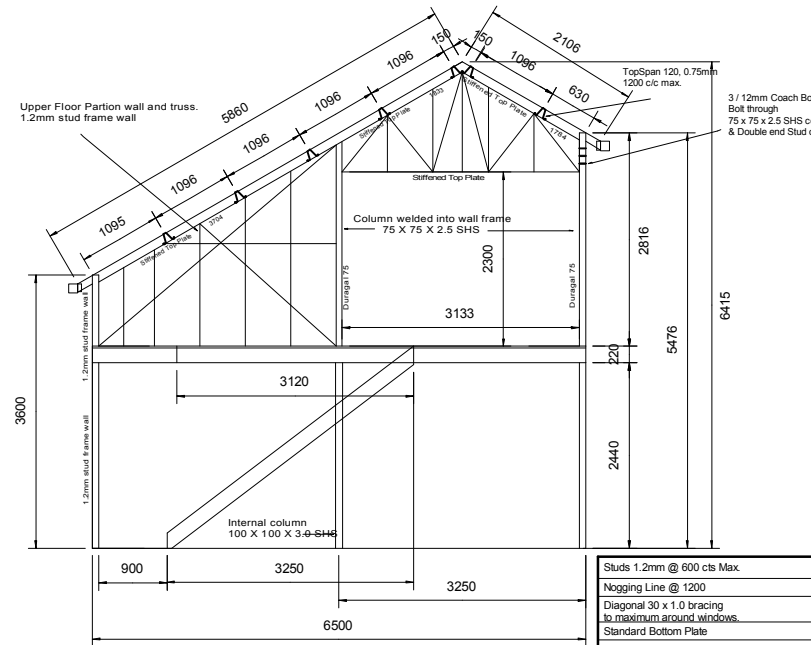 150
150
2106
1096
1096
TopSpan 120, 0.75mm
1200 c/c max.
630
5860
1096
Upper Floor Partion wall and truss.
1.2mm stud frame wall
1096
1096
1095
3 / 12mm Coach Bo
Bolt through
75 x 75 x 2.5 SHS c
& Double end Stud
Stiffened Top Plate
Stiffened Top Plate
1784
Stiffened Top Plate
3704
Stiffened Top Plate
Column welded into wall frame
75 X 75 X 2.5 SHS
2300
Duragal 75
Duragal 75
3133
2816
6415
5476
220
1.2mm stud frame wall
3120
3600
2440
1.2mm stud frame wall
Internal column
100 X 100 X 3.0 SHS
900
3250
3250
6500
Studs 1.2mm @ 600 cts Max.
Nogging Line @ 1200
Diagonal 30 x 1.0 bracing
to maximum around windows.
Standard Bottom Plate